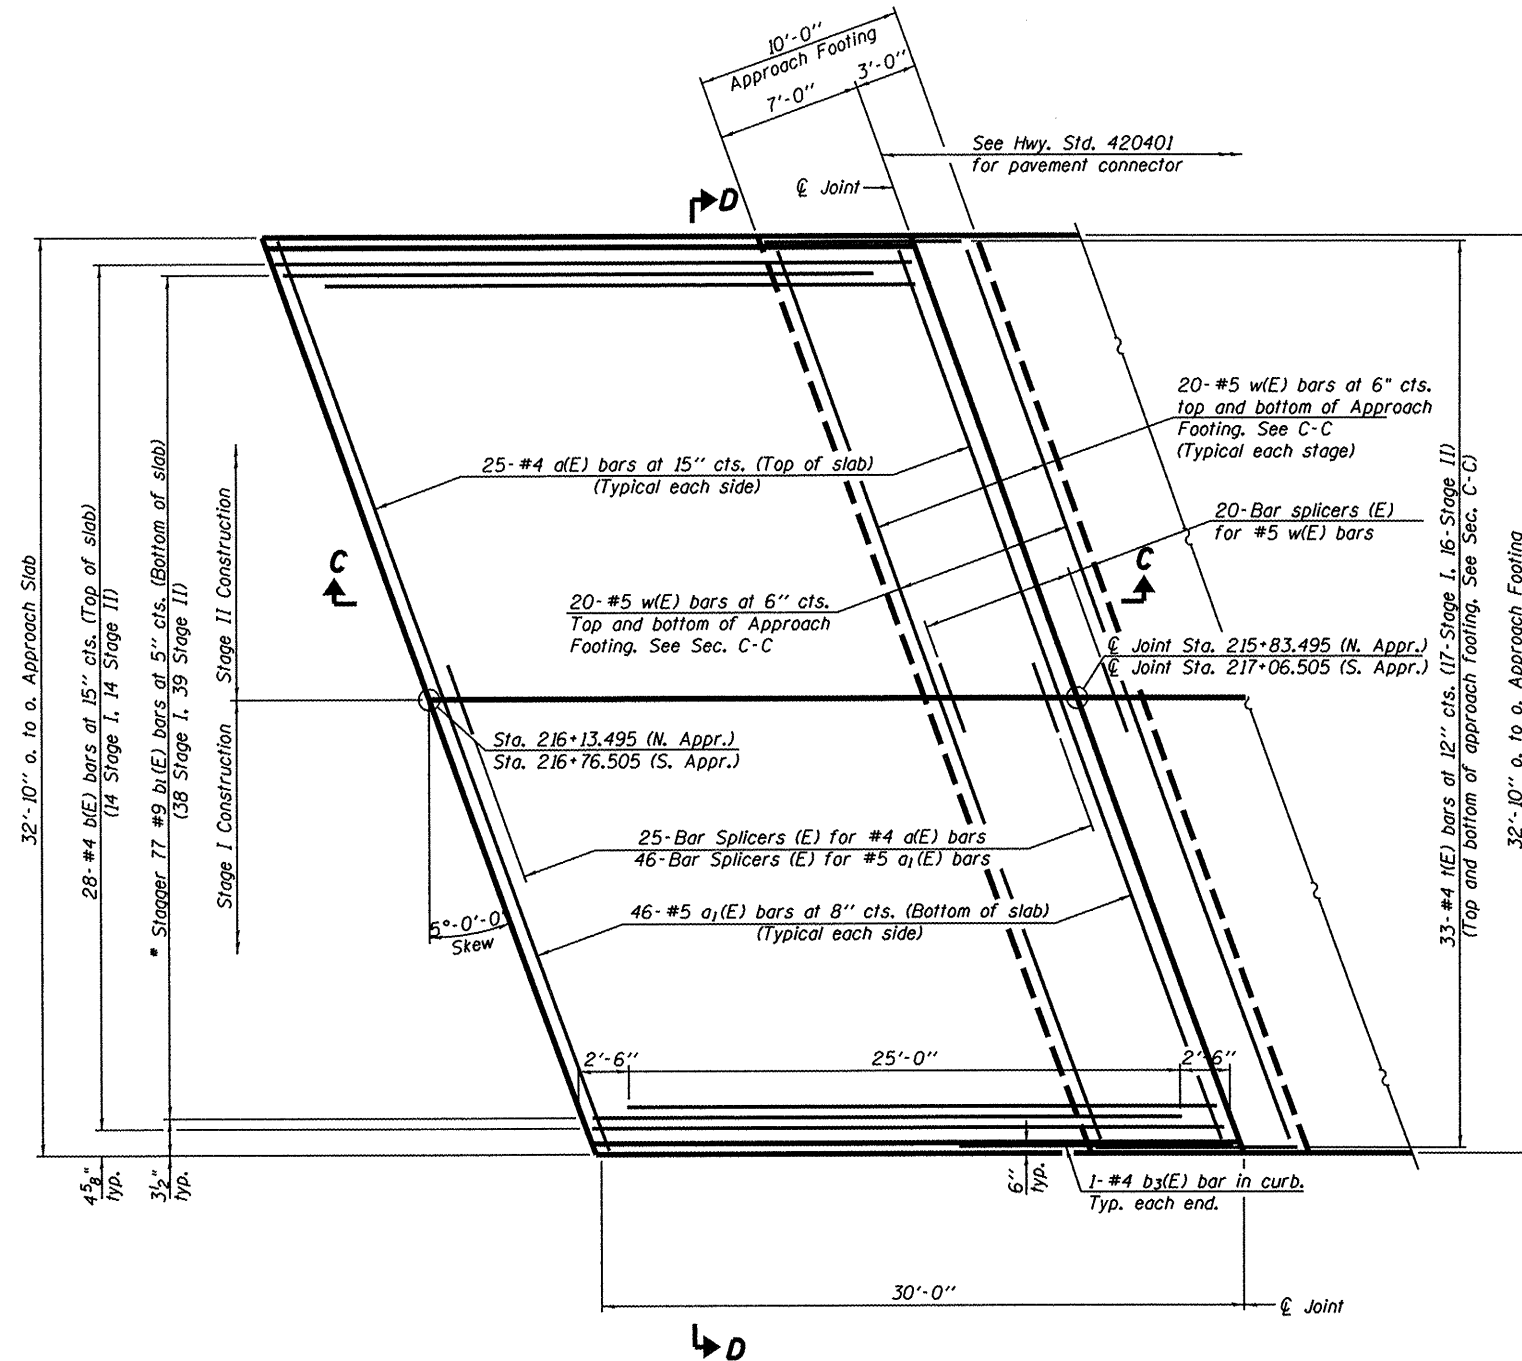 10'-0"
Approach Footing
3'-0"
7'-0"
See Hwy. Std. 420401
for pavement connector
℄ Joint
D
20-#5 w(E) bars at 6" cts.
top and bottom of Approach
Footing. See C-C
(Typical each stage)
25-#4 a(E) bars at 15" cts. (Top of slab)
(Typical each side)
20-Bar splicers (E)
for #5 w(E) bars
C
C
20-#5 w(E) bars at 6" cts.
Top and bottom of Approach
Footing. See Sec. C-C
℄ Joint Sta. 215+83.495 (N. Appr.)
℄ Joint Sta. 217+06.505 (S. Appr.)
32'-10" o. to o. Approach Slab
28-#4 b(E) bars at 15" cts. (Top of slab)
(14 Stage I, 14 Stage II)
* Stagger 77 #9 b1(E) bars at 5" cts. (Bottom of slab)
(38 Stage I, 39 Stage II)
Stage II Construction
Stage I Construction
33-#4 t(E) bars at 12" cts. (17-Stage I, 16-Stage II)
(Top and bottom of approach footing. See Sec. C-C)
32'-10" o. to o. Approach Footing
Sta. 216+13.495 (N. Appr.)
Sta. 216+76.505 (S. Appr.)
25-Bar Splicers (E) for #4 a(E) bars
46-Bar Splicers (E) for #5 a1(E) bars
46-#5 a1(E) bars at 8" cts. (Bottom of slab)
(Typical each side)
5°-0'-0"
Skew
2'-6"
25'-0"
2'-6"
4 5/8"
typ.
3 1/2"
typ.
6"
typ.
1-#4 b3(E) bar in curb.
Typ. each end.
30'-0"
℄ Joint
D